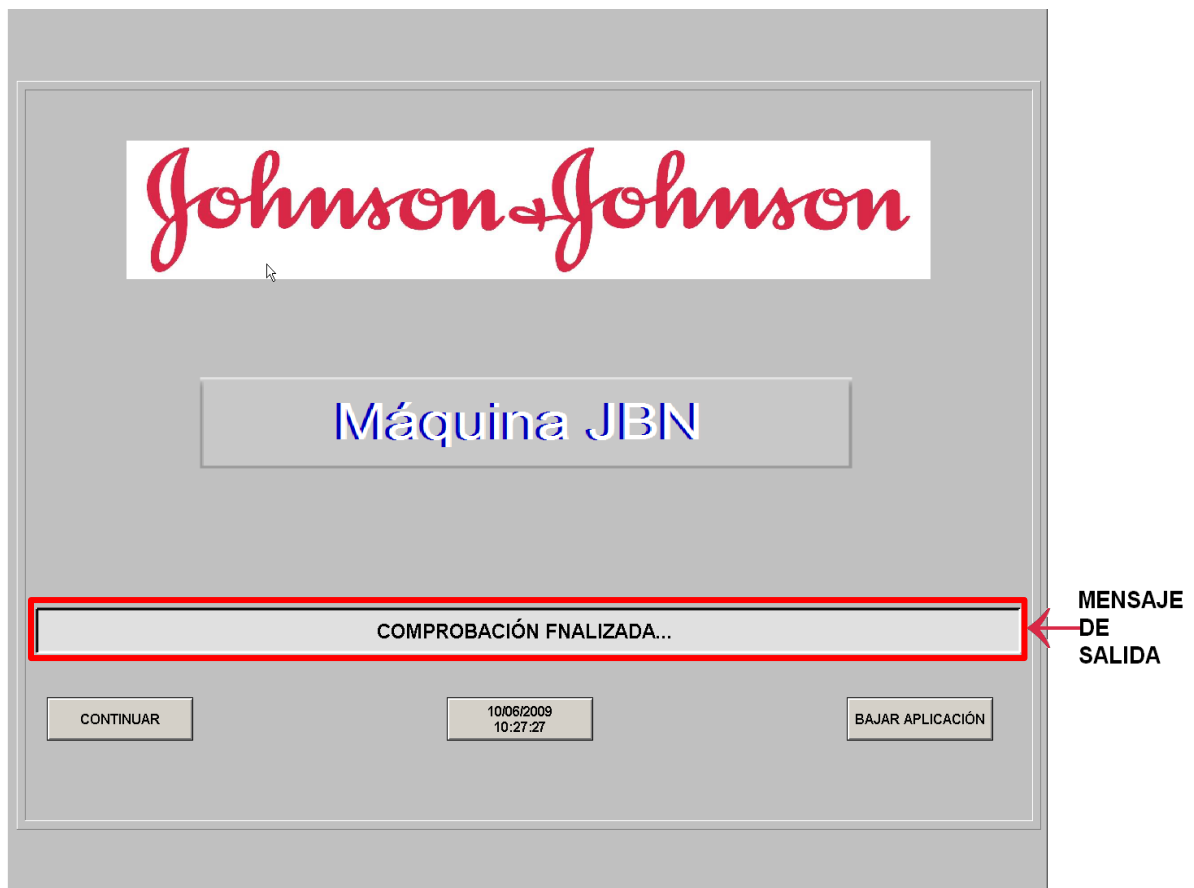 Johnson & Johnson
Máquina JBN
COMPROBACIÓN FNALIZADA...
MENSAJE
DE
SALIDA
CONTINUAR
10/06/2009
10:27:27
BAJAR APLICACIÓN